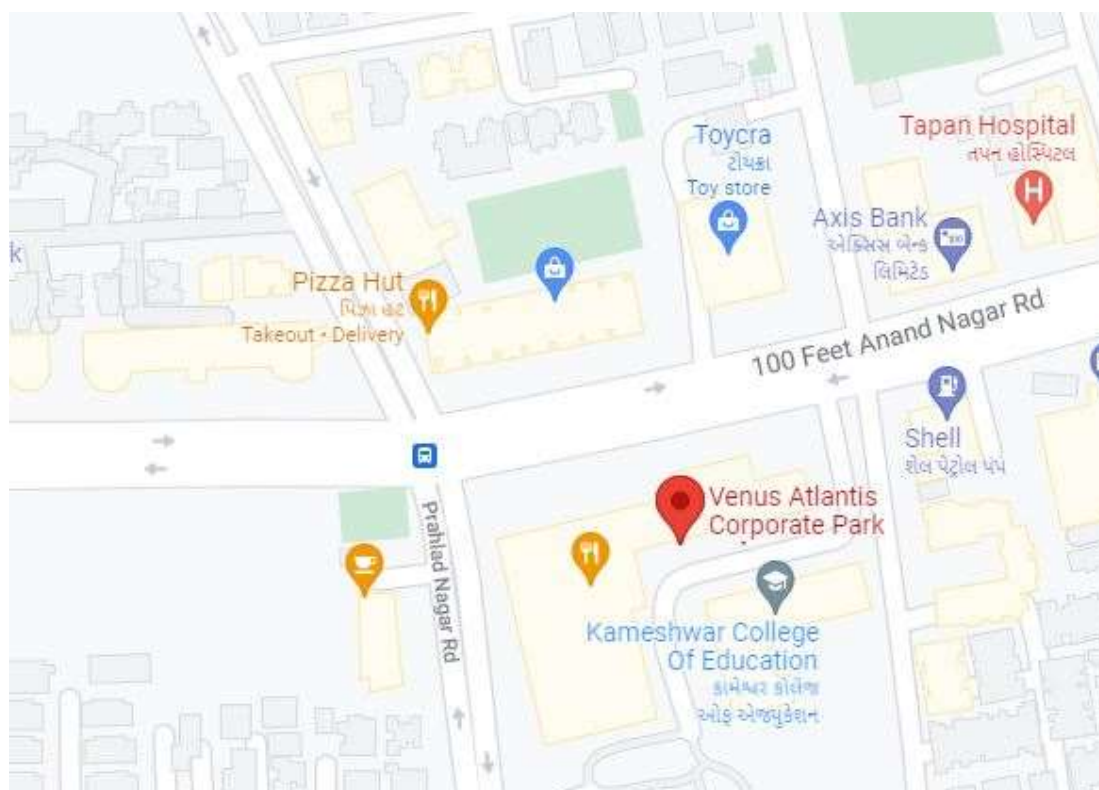 Toycra
ટોયક્રા
Toy store
Tapan Hospital
તપન હોસ્પિટલ
Axis Bank
એક્સિસ બેન્ક
લિમિટેડ
k
Pizza Hut
પિઝા હટ
Takeout • Delivery
100 Feet Anand Nagar Rd
H
Shell
શેલ પેટ્રોલ પંપ
Venus Atlantis
Corporate Park
Prahlad Nagar Rd
Kameshwar College
Of Education
કામેશ્વર કોલેજ
ઓફ એજ્યુકેશન